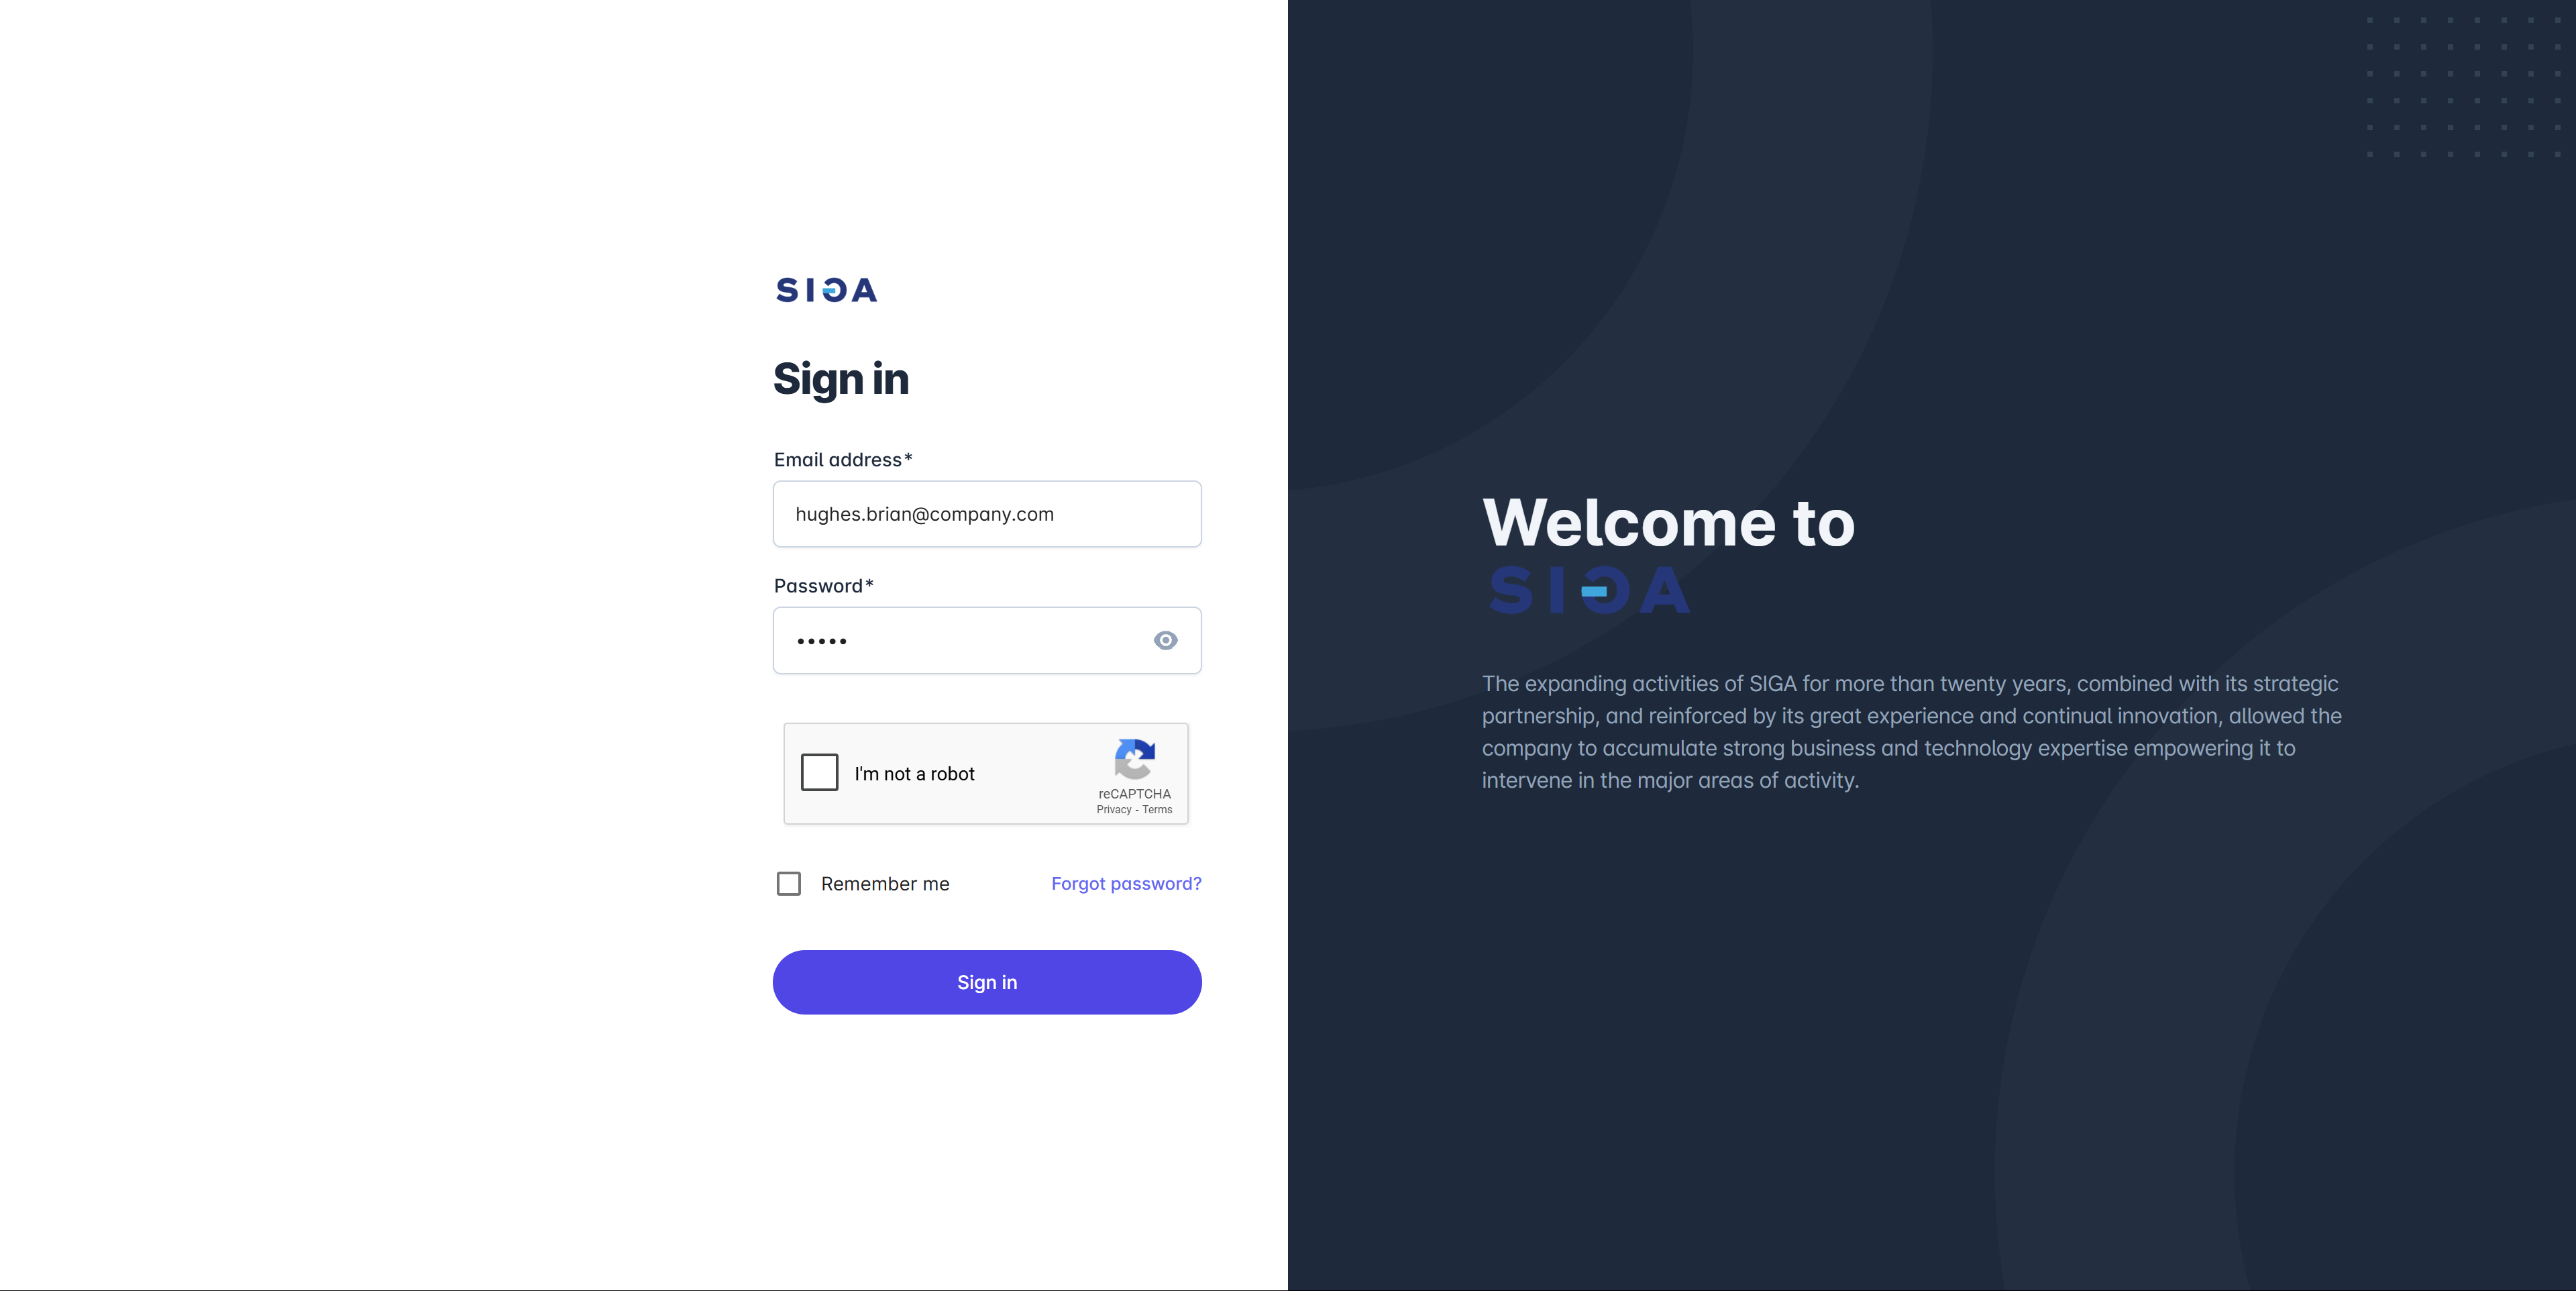 SIGA
Sign in
Email address*
hughes.brian@company.com
Password*
•••••
I'm not a robot
reCAPTCHA
Privacy - Terms
Remember me
Forgot password?
Sign in
Welcome to
SIGA
The expanding activities of SIGA for more than twenty years, combined with its strategic
partnership, and reinforced by its great experience and continual innovation, allowed the
company to accumulate strong business and technology expertise empowering it to
intervene in the major areas of activity.